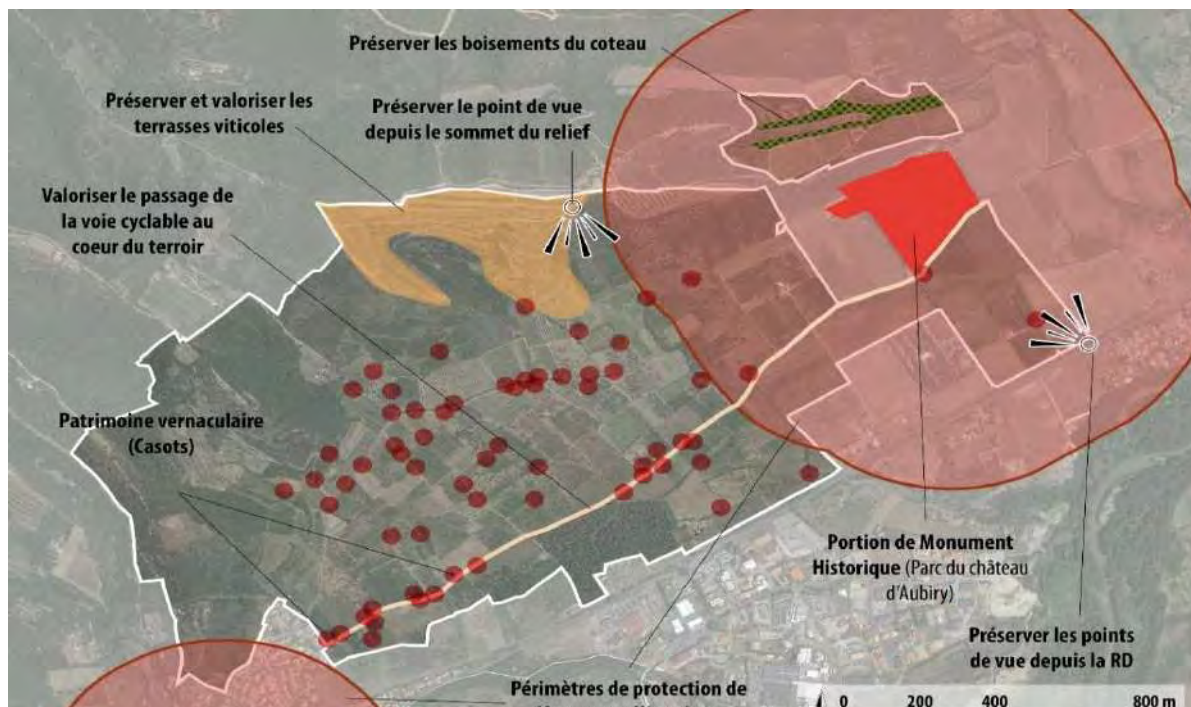 Préserver les boisements du coteau
Préserver et valoriser les
terrasses viticoles
Préserver le point de vue
depuis le sommet du relief
Valoriser le passage de
la voie cyclable au
coeur du terroir
Patrimoine vernaculaire
(Casots)
Portion de Monument
Historique (Parc du château
d'Aubiry)
Préserver les points
de vue depuis la RD
Périmètres de protection de
0 200 400 800 m